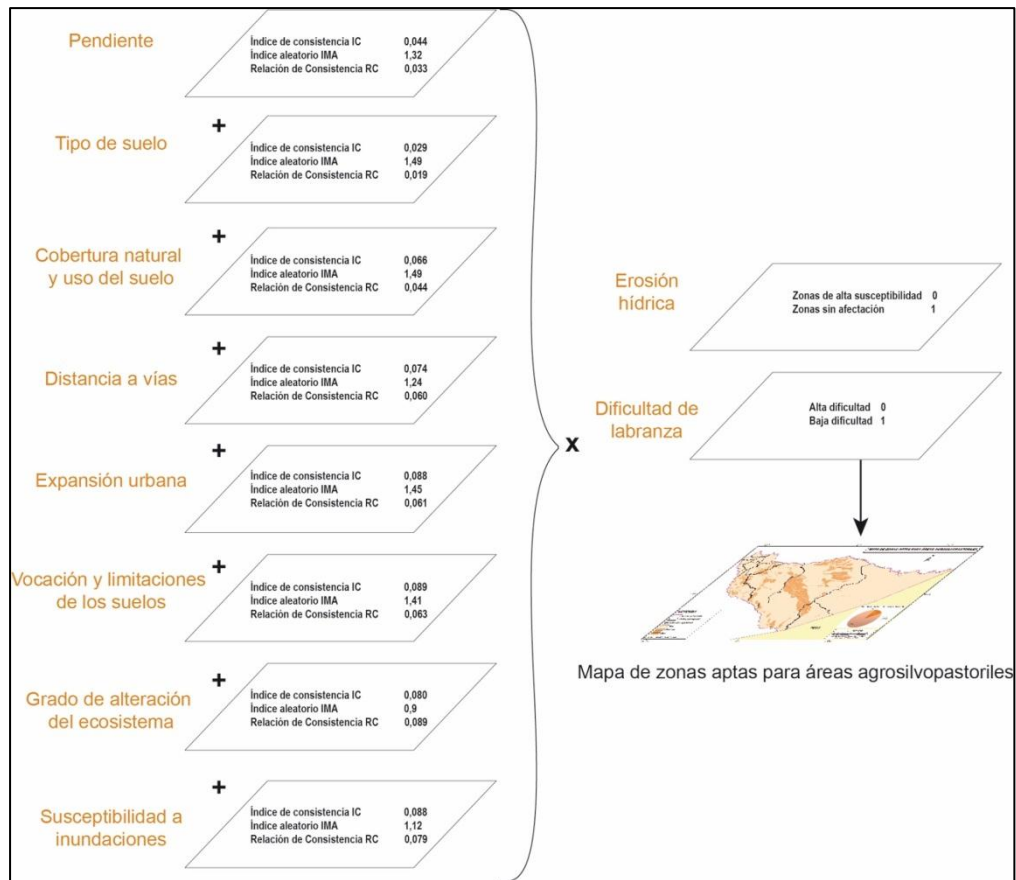 Pendiente
Índice de consistencia IC 0,044
Índice aleatorio IMA 1,32
Relación de Consistencia RC 0,033
+
Tipo de suelo
Índice de consistencia IC 0,029
Índice aleatorio IMA 1,49
Relación de Consistencia RC 0,019
+
Cobertura natural
y uso del suelo
Índice de consistencia IC 0,066
Índice aleatorio IMA 1,49
Relación de Consistencia RC 0,044
+
Distancia a vías
Índice de consistencia IC 0,074
Índice aleatorio IMA 1,24
Relación de Consistencia RC 0,060
+
Expansión urbana
Índice de consistencia IC 0,088
Índice aleatorio IMA 1,45
Relación de Consistencia RC 0,061
+
Vocación y limitaciones
de los suelos
Índice de consistencia IC 0,089
Índice aleatorio IMA 1,41
Relación de Consistencia RC 0,063
+
Grado de alteración
del ecosistema
Índice de consistencia IC 0,080
Índice aleatorio IMA 0,9
Relación de Consistencia RC 0,089
+
Susceptibilidad a
inundaciones
Índice de consistencia IC 0,088
Índice aleatorio IMA 1,12
Relación de Consistencia RC 0,079
x
Erosión
hídrica
Zonas de alta susceptibilidad 0
Zonas sin afectación 1
Dificultad de
labranza
Alta dificultad 0
Baja dificultad 1
Mapa de zonas aptas para áreas agrosilvopastoriles